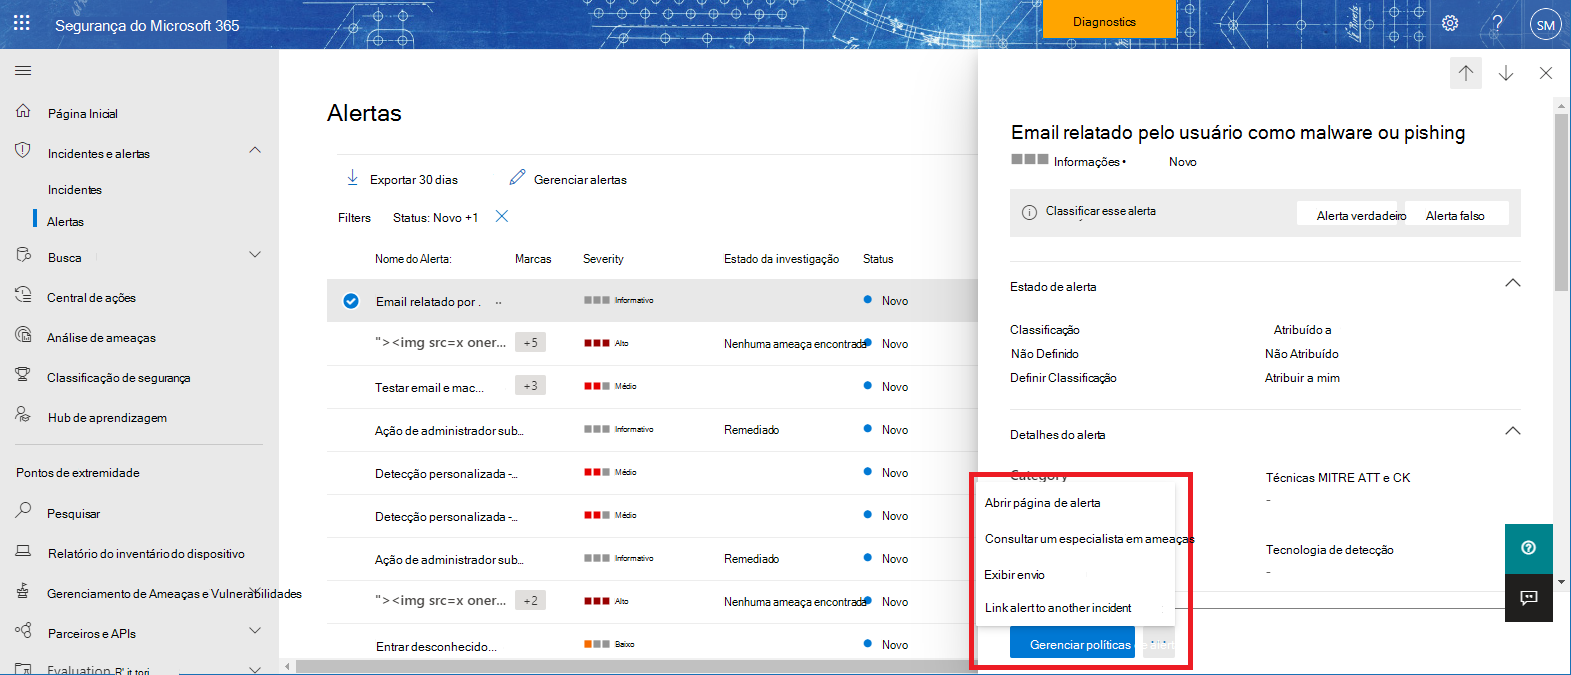 Segurança do Microsoft 365
Diagnostics
SM
Página Inicial
Incidentes e alertas
Incidentes
Alertas
Busca
Central de ações
Análise de ameaças
Classificação de segurança
Hub de aprendizagem
Pontos de extremidade
Pesquisar
Relatório do inventário do dispositivo
Gerenciamento de Ameaças e Vulnerabilidades
Parceiros e APIs
Evaluation
Alertas
Exportar 30 dias
Gerenciar alertas
Filters Status: Novo +1
Nome do Alerta: Marcas Severity Estado da investigação Status
Email relatado por . .. Informativo Novo
"><img src=x oner... +5 Alto Nenhuma ameaça encontrada Novo
Testar email e mac... +3 Médio Novo
Ação de administrador sub... Informativo Remediado Novo
Detecção personalizada -... Médio Novo
Detecção personalizada -... Médio Novo
Ação de administrador sub... Informativo Remediado Novo
"><img src=x oner... +2 Alto Nenhuma ameaça encontrada Novo
Entrar desconhecido... Baixo Novo
Email relatado pelo usuário como malware ou pishing
Informações • Novo
Classificar esse alerta
Alerta verdadeiro
Alerta falso
Estado de alerta
Classificação Atribuído a
Não Definido Não Atribuído
Definir Classificação Atribuir a mim
Detalhes do alerta
Category Técnicas MITRE ATT e CK
-
Tecnologia de detecção
-
Abrir página de alerta
Consultar um especialista em ameaças
Exibir envio
Link alert to another incident
Gerenciar políticas de alerta